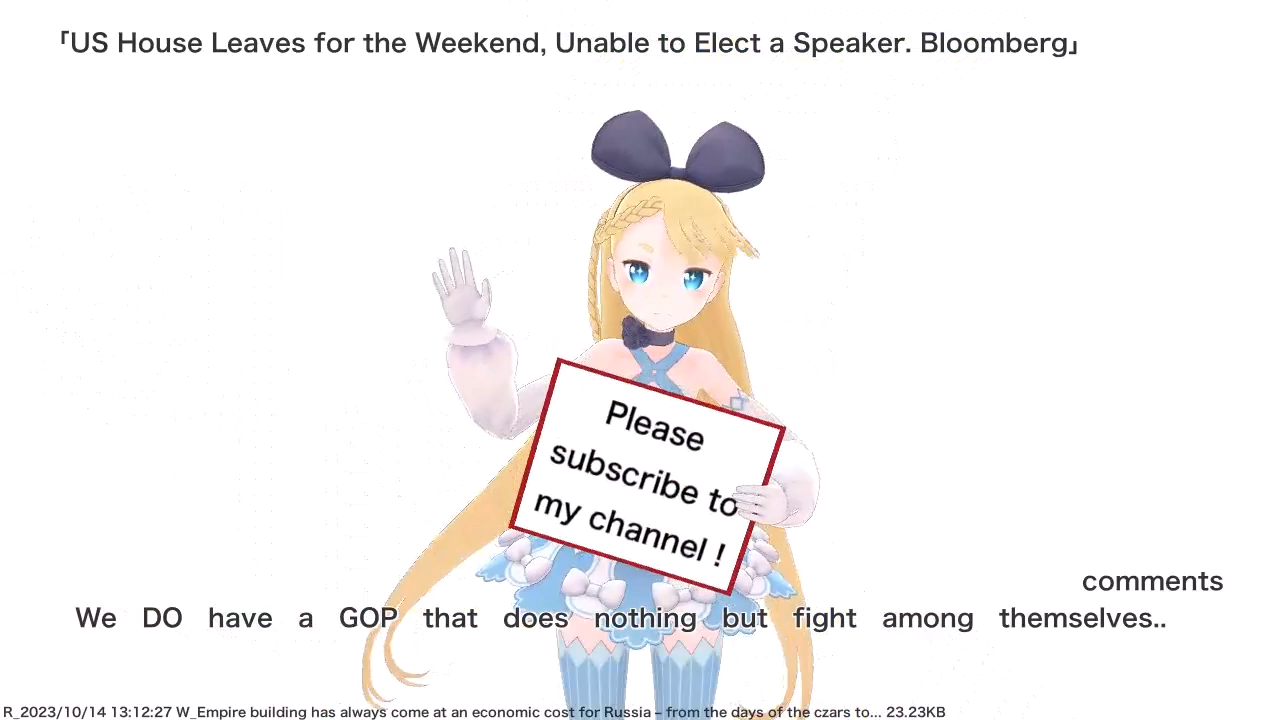 「US House Leaves for the Weekend, Unable to Elect a Speaker. Bloomberg」
Please
subscribe to
my channel !
comments
We DO have a GOP that does nothing but fight among themselves..
R_2023/10/14 13:12:27 W_Empire building has always come at an economic cost for Russia – from the days of the czars to... 23.23KB